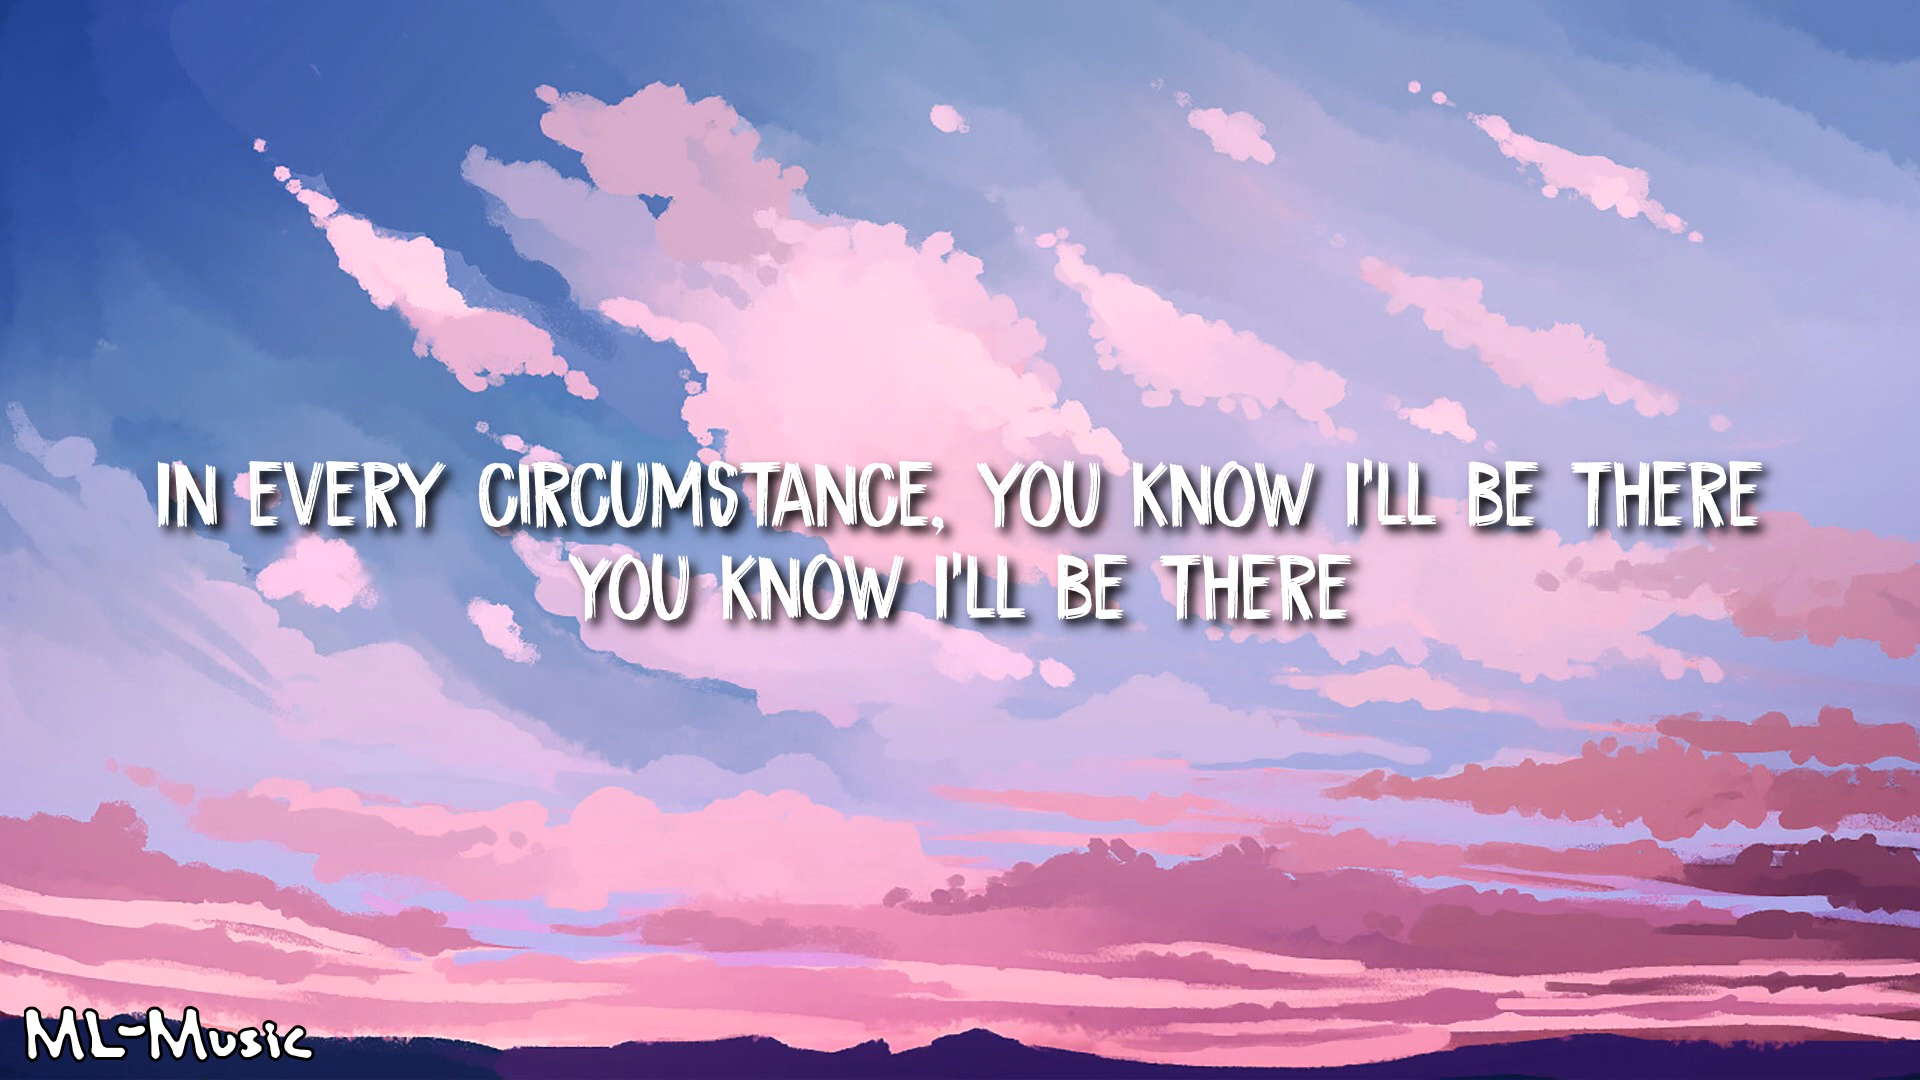 IN EVERY CIRCUMSTANCE, YOU KNOW I'LL BE THERE
YOU KNOW I'LL BE THERE
ML-Music